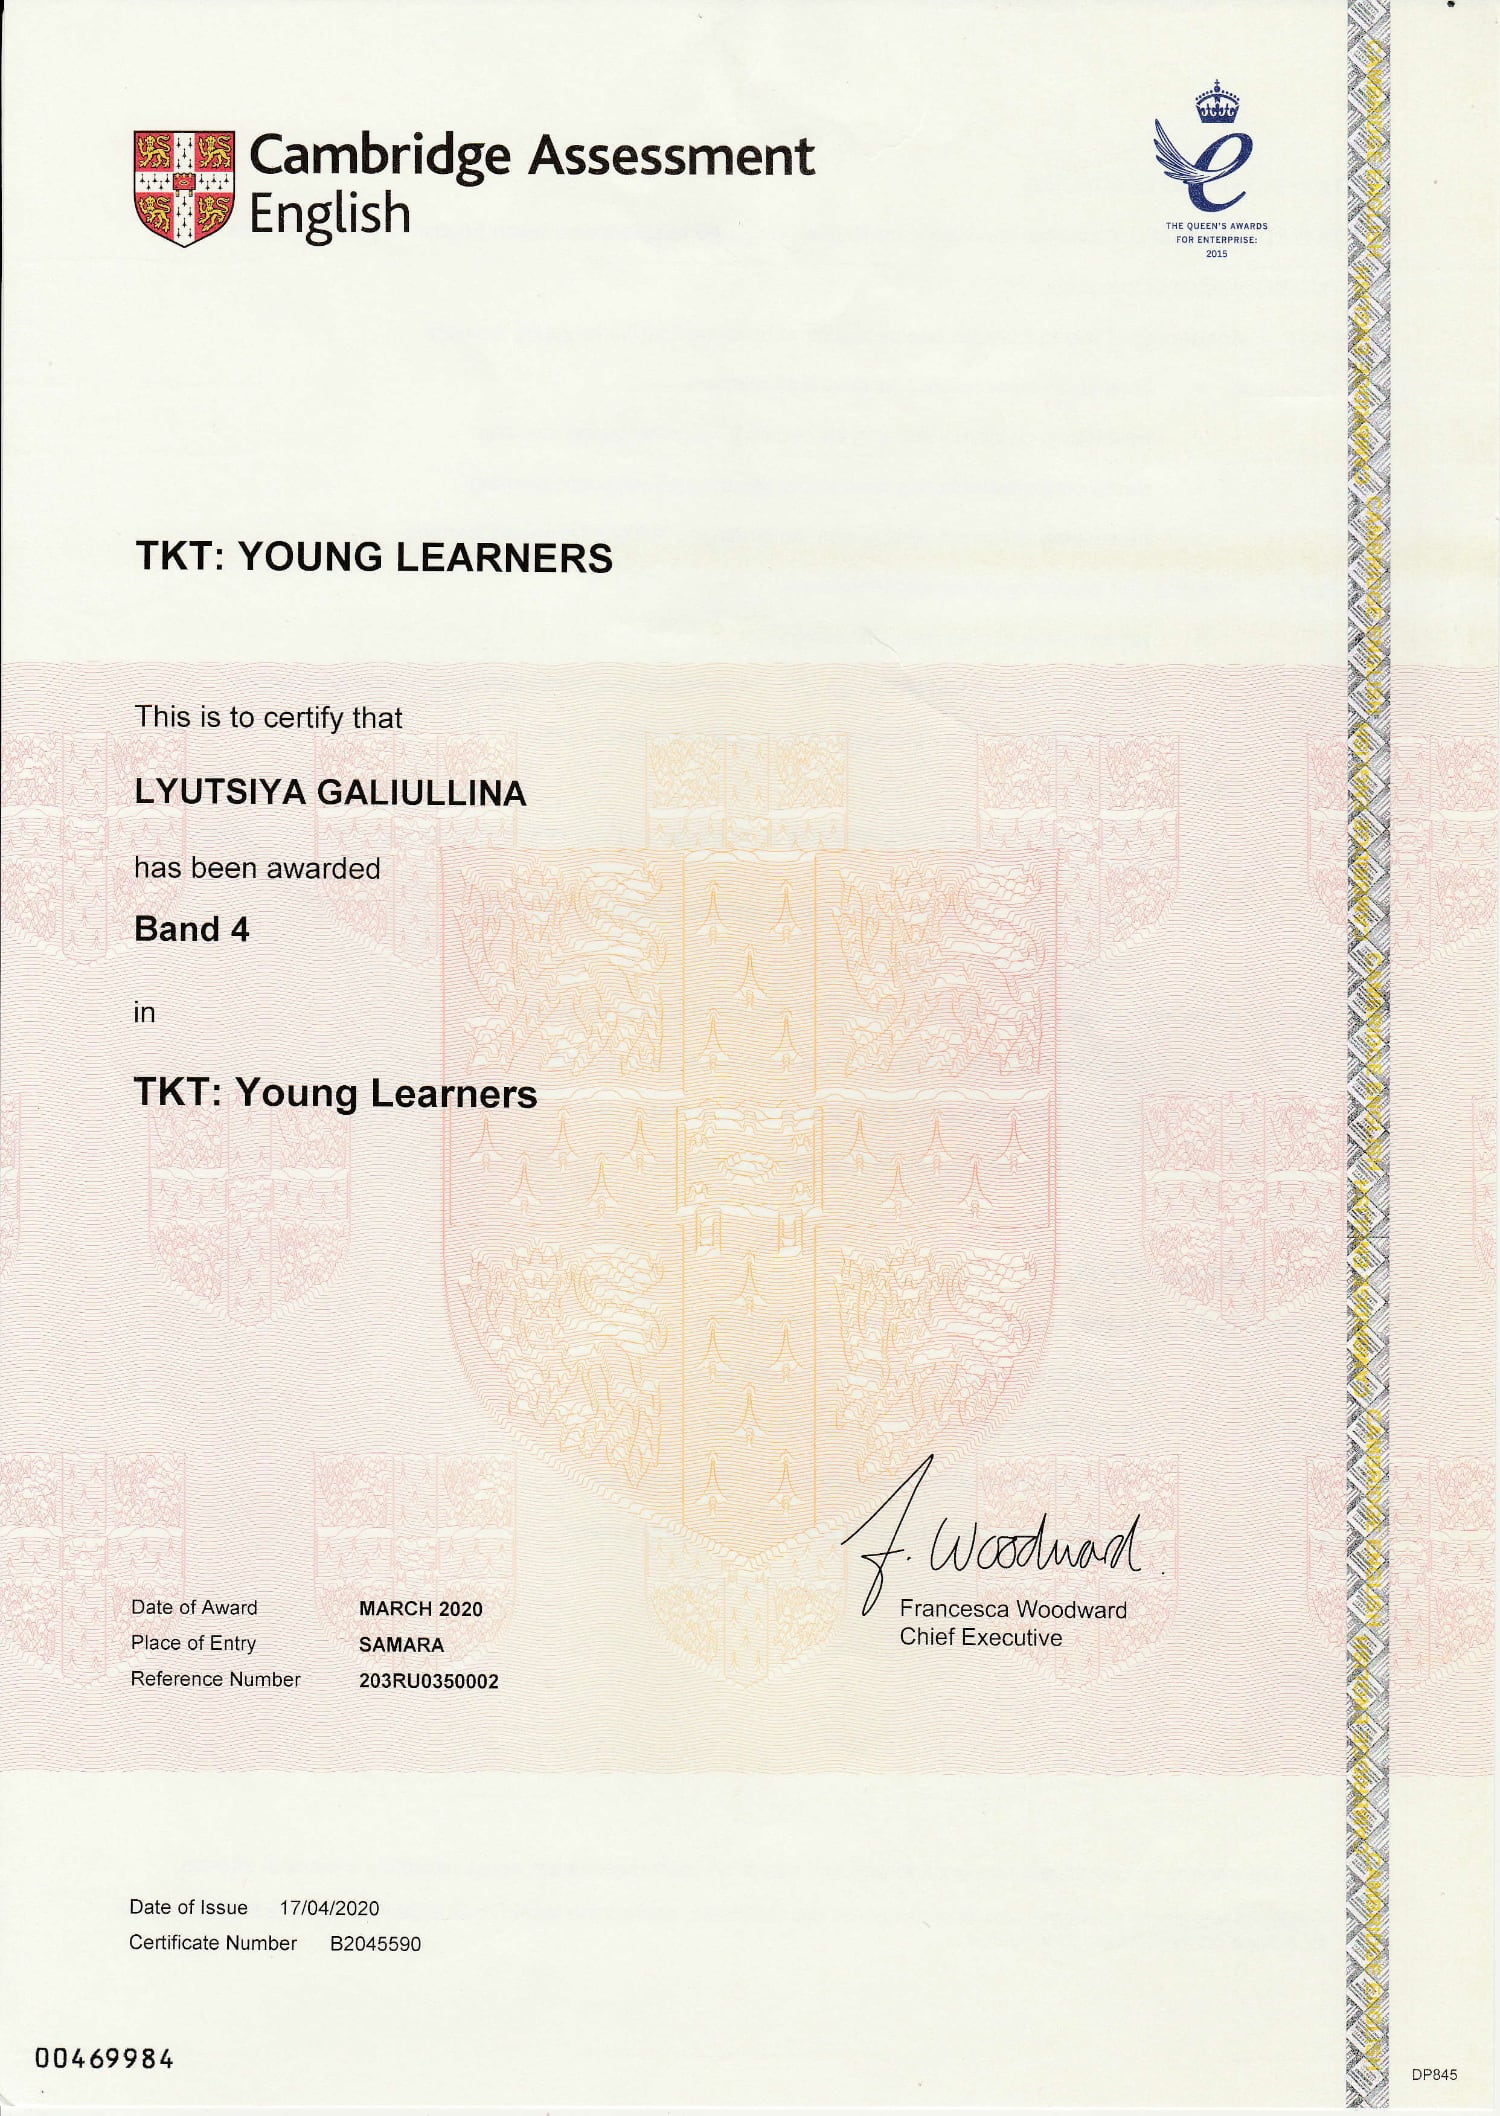 Cambridge Assessment
English
THE QUEEN'S AWARDS
FOR ENTERPRISE:
2015
TKT: YOUNG LEARNERS
This is to certify that
LYUTSIYA GALIULLINA
has been awarded
Band 4
in
TKT: Young Learners
F. Woodward
Francesca Woodward
Chief Executive
Date of Award MARCH 2020
Place of Entry SAMARA
Reference Number 203RU0350002
Date of Issue 17/04/2020
Certificate Number B2045590
00469984
DP845